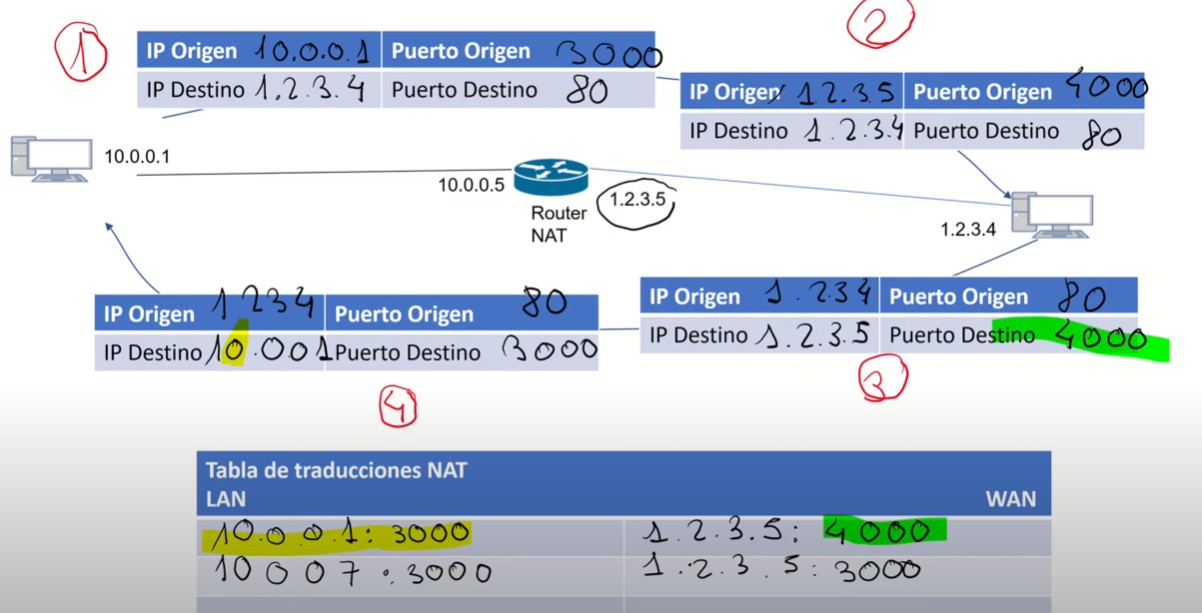 1
IP Origen 10.0.0.1 Puerto Origen 3000
IP Destino 1.2.3.4 Puerto Destino 80
2
IP Origen 1.2.3.5 Puerto Origen 4000
IP Destino 1.2.3.4 Puerto Destino 80
10.0.0.1
10.0.0.5
Router
NAT
1.2.3.5
1.2.3.4
IP Origen 1 234 Puerto Origen 80
IP Destino 10.001 Puerto Destino 3000
4
IP Origen 1.234 Puerto Origen 80
IP Destino 1.2.3.5 Puerto Destino 4000
3
Tabla de traducciones NAT
LAN WAN
10.0.0.1: 3000 1.2.3.5: 4000
10 0 0 7 : 3000 1.2.3.5: 3000